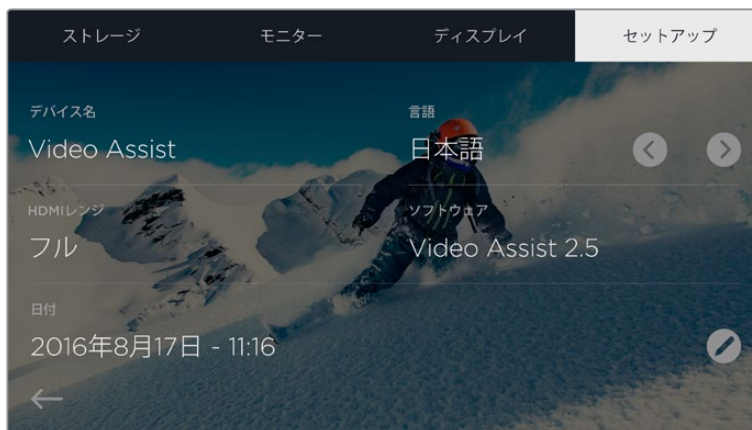 ストレージ
モニター
ディスプレイ
セットアップ
デバイス名
Video Assist
言語
日本語
HDMIレンジ
フル
ソフトウェア
Video Assist 2.5
日付
2016年8月17日 - 11:16